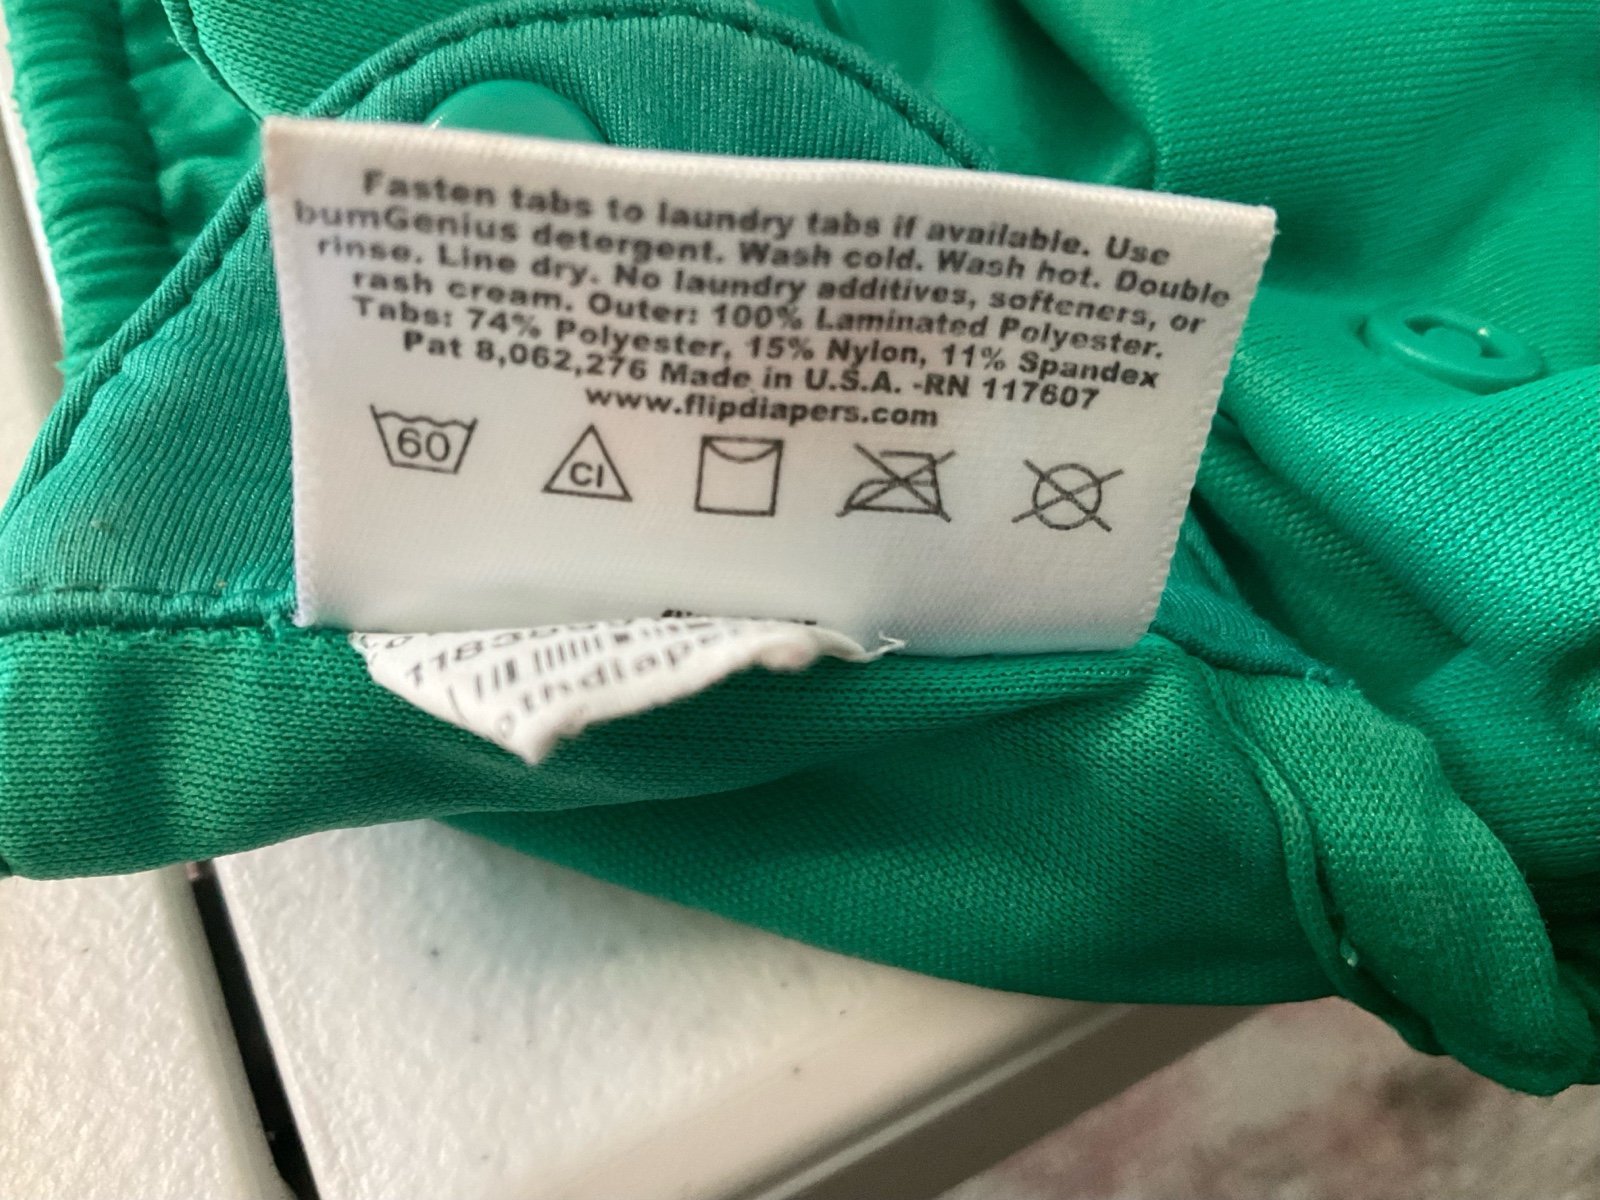 Fasten tabs to laundry tabs if available. Use
bumGenius detergent. Wash cold. Wash hot. Double
rinse. Line dry. No laundry additives, softeners, or
rash cream. Outer: 100% Laminated Polyester.
Tabs: 74% Polyester, 15% Nylon, 11% Spandex
Pat 8,062,276 Made in U.S.A. -RN 117607
www.flipdiapers.com
60
Cl